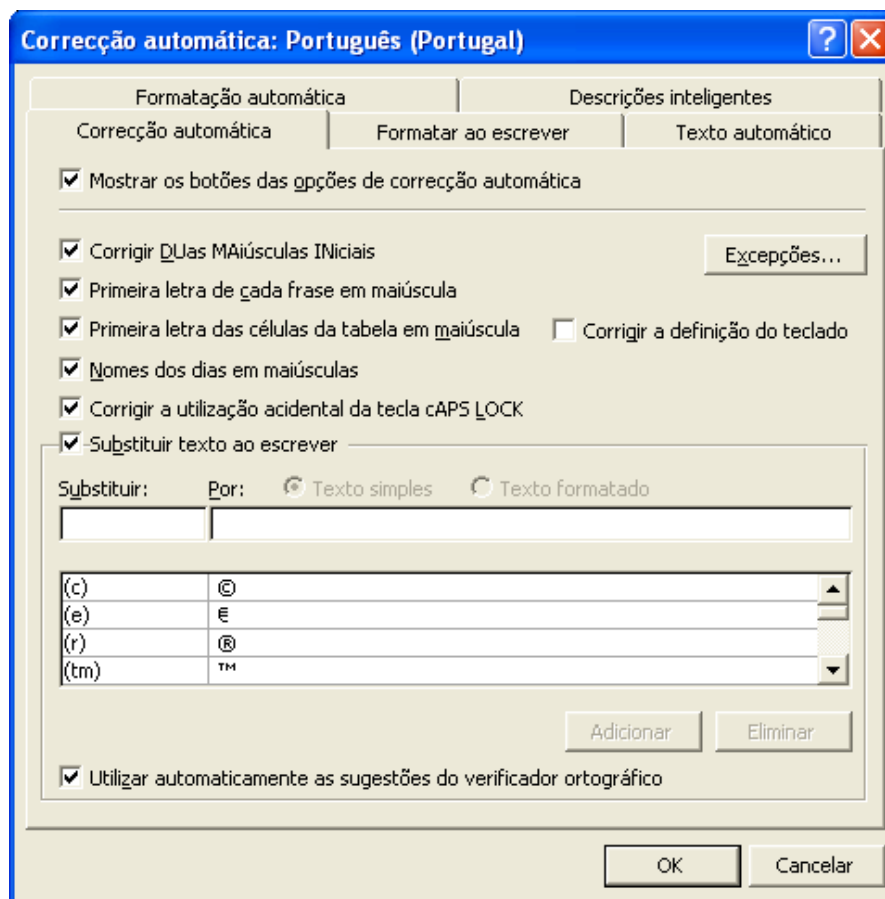 Correcção automática: Português (Portugal)
Formatação automática Descrições inteligentes
Correcção automática Formatar ao escrever Texto automático
Mostrar os botões das opções de correcção automática
Corrigir DUas MAiúsculas INiciais Excepções...
Primeira letra de cada frase em maiúscula
Primeira letra das células da tabela em maiúscula Corrigir a definição do teclado
Nomes dos dias em maiúsculas
Corrigir a utilização acidental da tecla cAPS LOCK
Substituir texto ao escrever
Substituir: Por: Texto simples Texto formatado
(c) ©
(e) €
(r) ®
(tm) ™
Adicionar Eliminar
Utilizar automaticamente as sugestões do verificador ortográfico
OK Cancelar